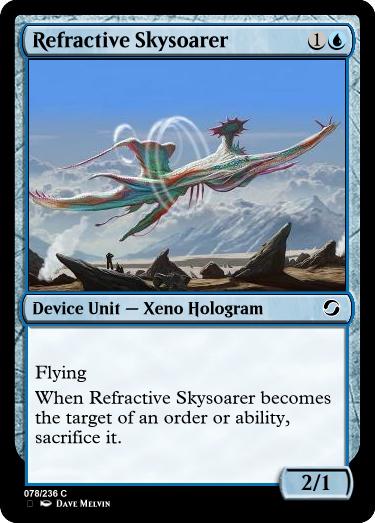 Refractive Skysoarer 1
Device Unit — Xeno Hologram
Flying
When Refractive Skysoarer becomes
the target of an order or ability,
sacrifice it.
078/236 C
Dave Melvin
2/1